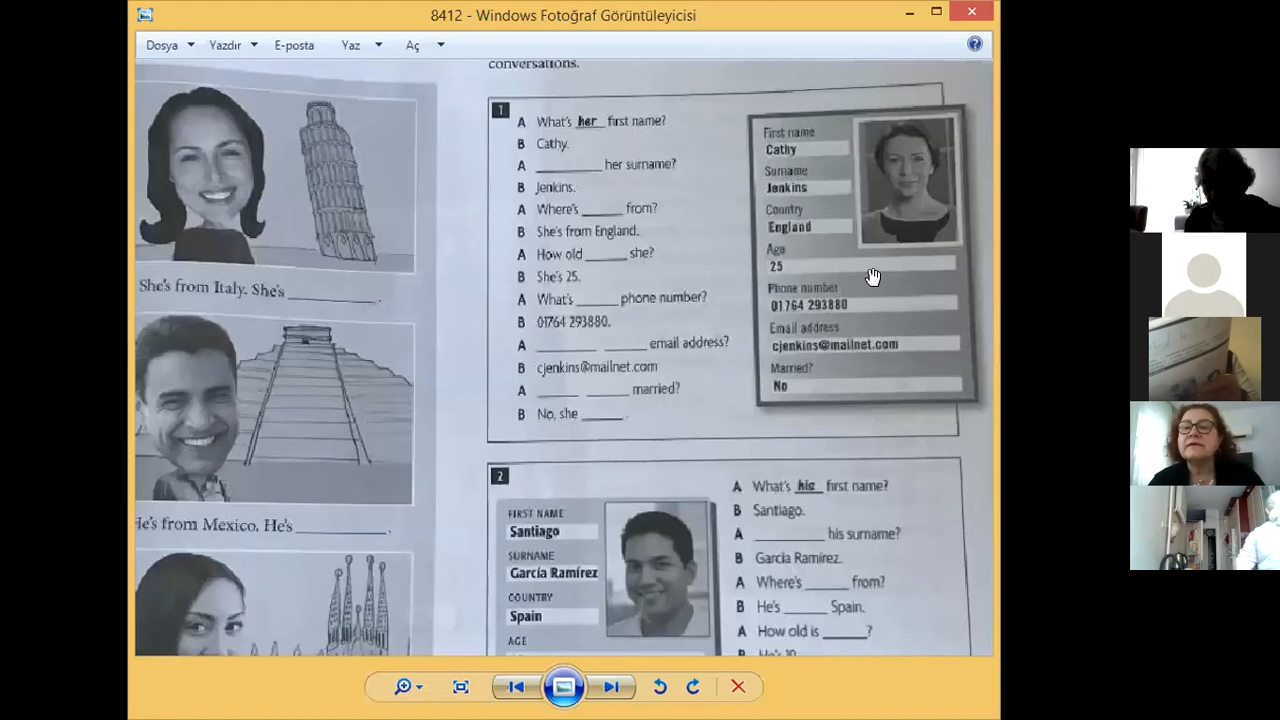 8412 - Windows Fotoğraf Görüntüleyicisi
Dosya Yazdır E-posta Yaz Aç
conversations.
She's from Italy. She's ____________.
He's from Mexico. He's ____________.
1
A What's her first name?
B Cathy.
A __________ her surname?
B Jenkins.
A Where's ______ from?
B She's from England.
A How old ______ she?
B She's 25.
A What's ______ phone number?
B 01764 293880.
A _________ ______ email address?
B cjenkins@mailnet.com
A ______ ______ married?
B No, she ______.
First name
Cathy
Surname
Jenkins
Country
England
Age
25
Phone number
01764 293880
Email address
cjenkins@mailnet.com
Married?
No
2
FIRST NAME
Santiago
SURNAME
García Ramírez
COUNTRY
Spain
AGE
A What's his first name?
B Santiago.
A __________ his surname?
B García Ramírez.
A Where's ______ from?
B He's ______ Spain.
A How old is ______?